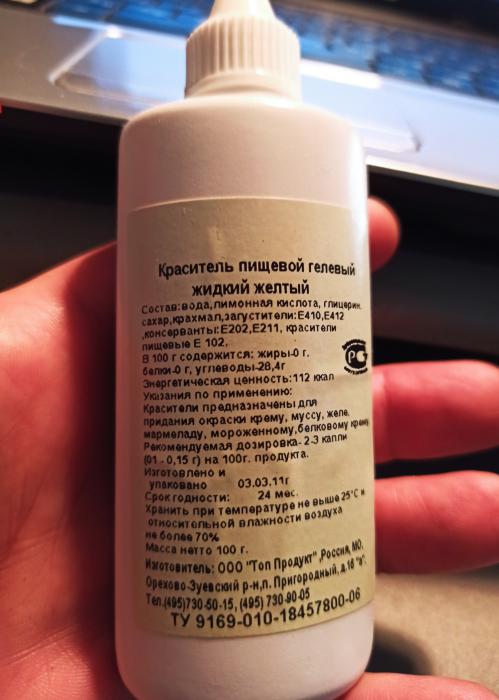 Краситель пищевой гелевый
жидкий желтый
Состав:вода,лимонная кислота, глицерин,
сахар,крахмал,загустители:Е410,Е412
,консерванты:Е202,Е211, красители
пищевые Е 102.
В 100 г содержится: жиры-0 г.
белки-0 г, углеводы-28,4г
Энергетическая ценность:112 ккал
Указания по применению:
Красители предназначены для
придания окраски крему, муссу, желе,
мармеладу, мороженному,белковому крему.
Рекомендуемая дозировка- 2-3 капли
(01 - 0,15 г) на 100г. продукта.
Изготовлено и
упаковано 03.03.11г
Срок годности: 24 мес.
Хранить при температуре не выше 25°С и
относительной влажности воздуха
не более 70%
Масса нетто 100 г.
Изготовитель: ООО "Топ Продукт" ,Россия, МО,
Орехово-Зуевский р-н,п. Пригородный, д.16 "в".
Тел.(495)730-50-15, (495) 730-90-05
ТУ 9169-010-18457800-06